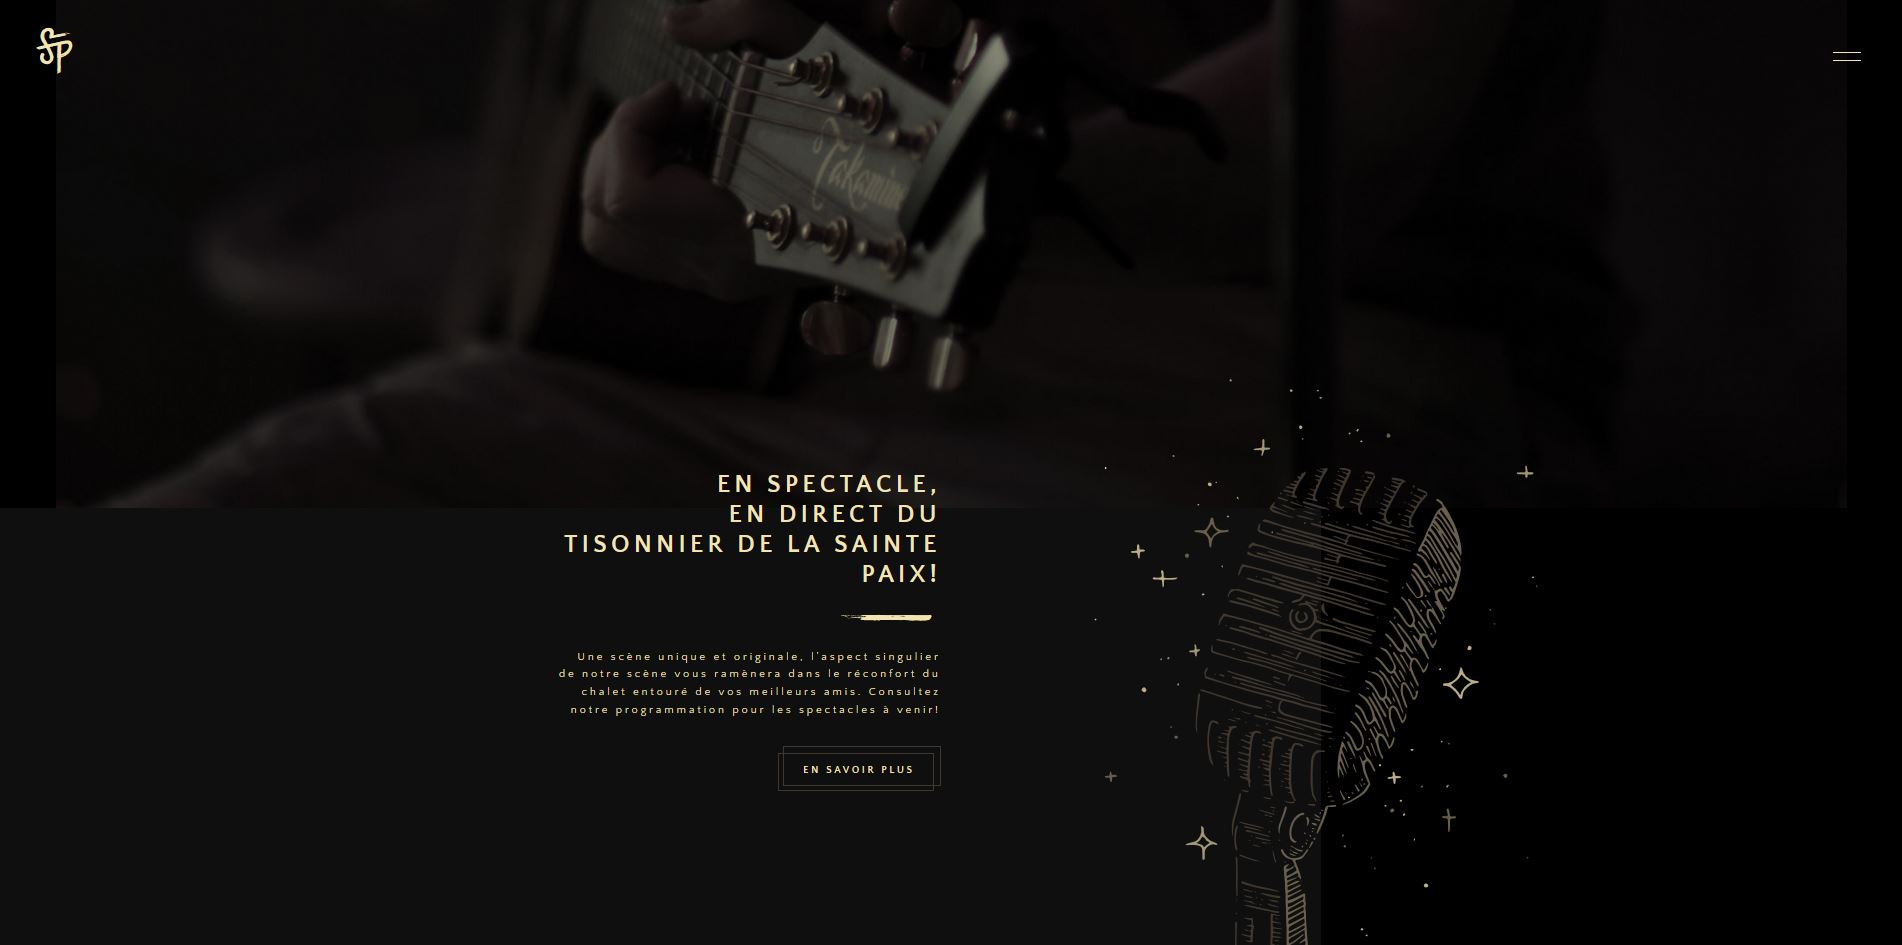 SP
Takamine
EN SPECTACLE,
EN DIRECT DU
TISONNIER DE LA SAINTE
PAIX!
Une scène unique et originale, l'aspect singulier
de notre scène vous ramènera dans le réconfort du
chalet entouré de vos meilleurs amis. Consultez
notre programmation pour les spectacles à venir!
EN SAVOIR PLUS